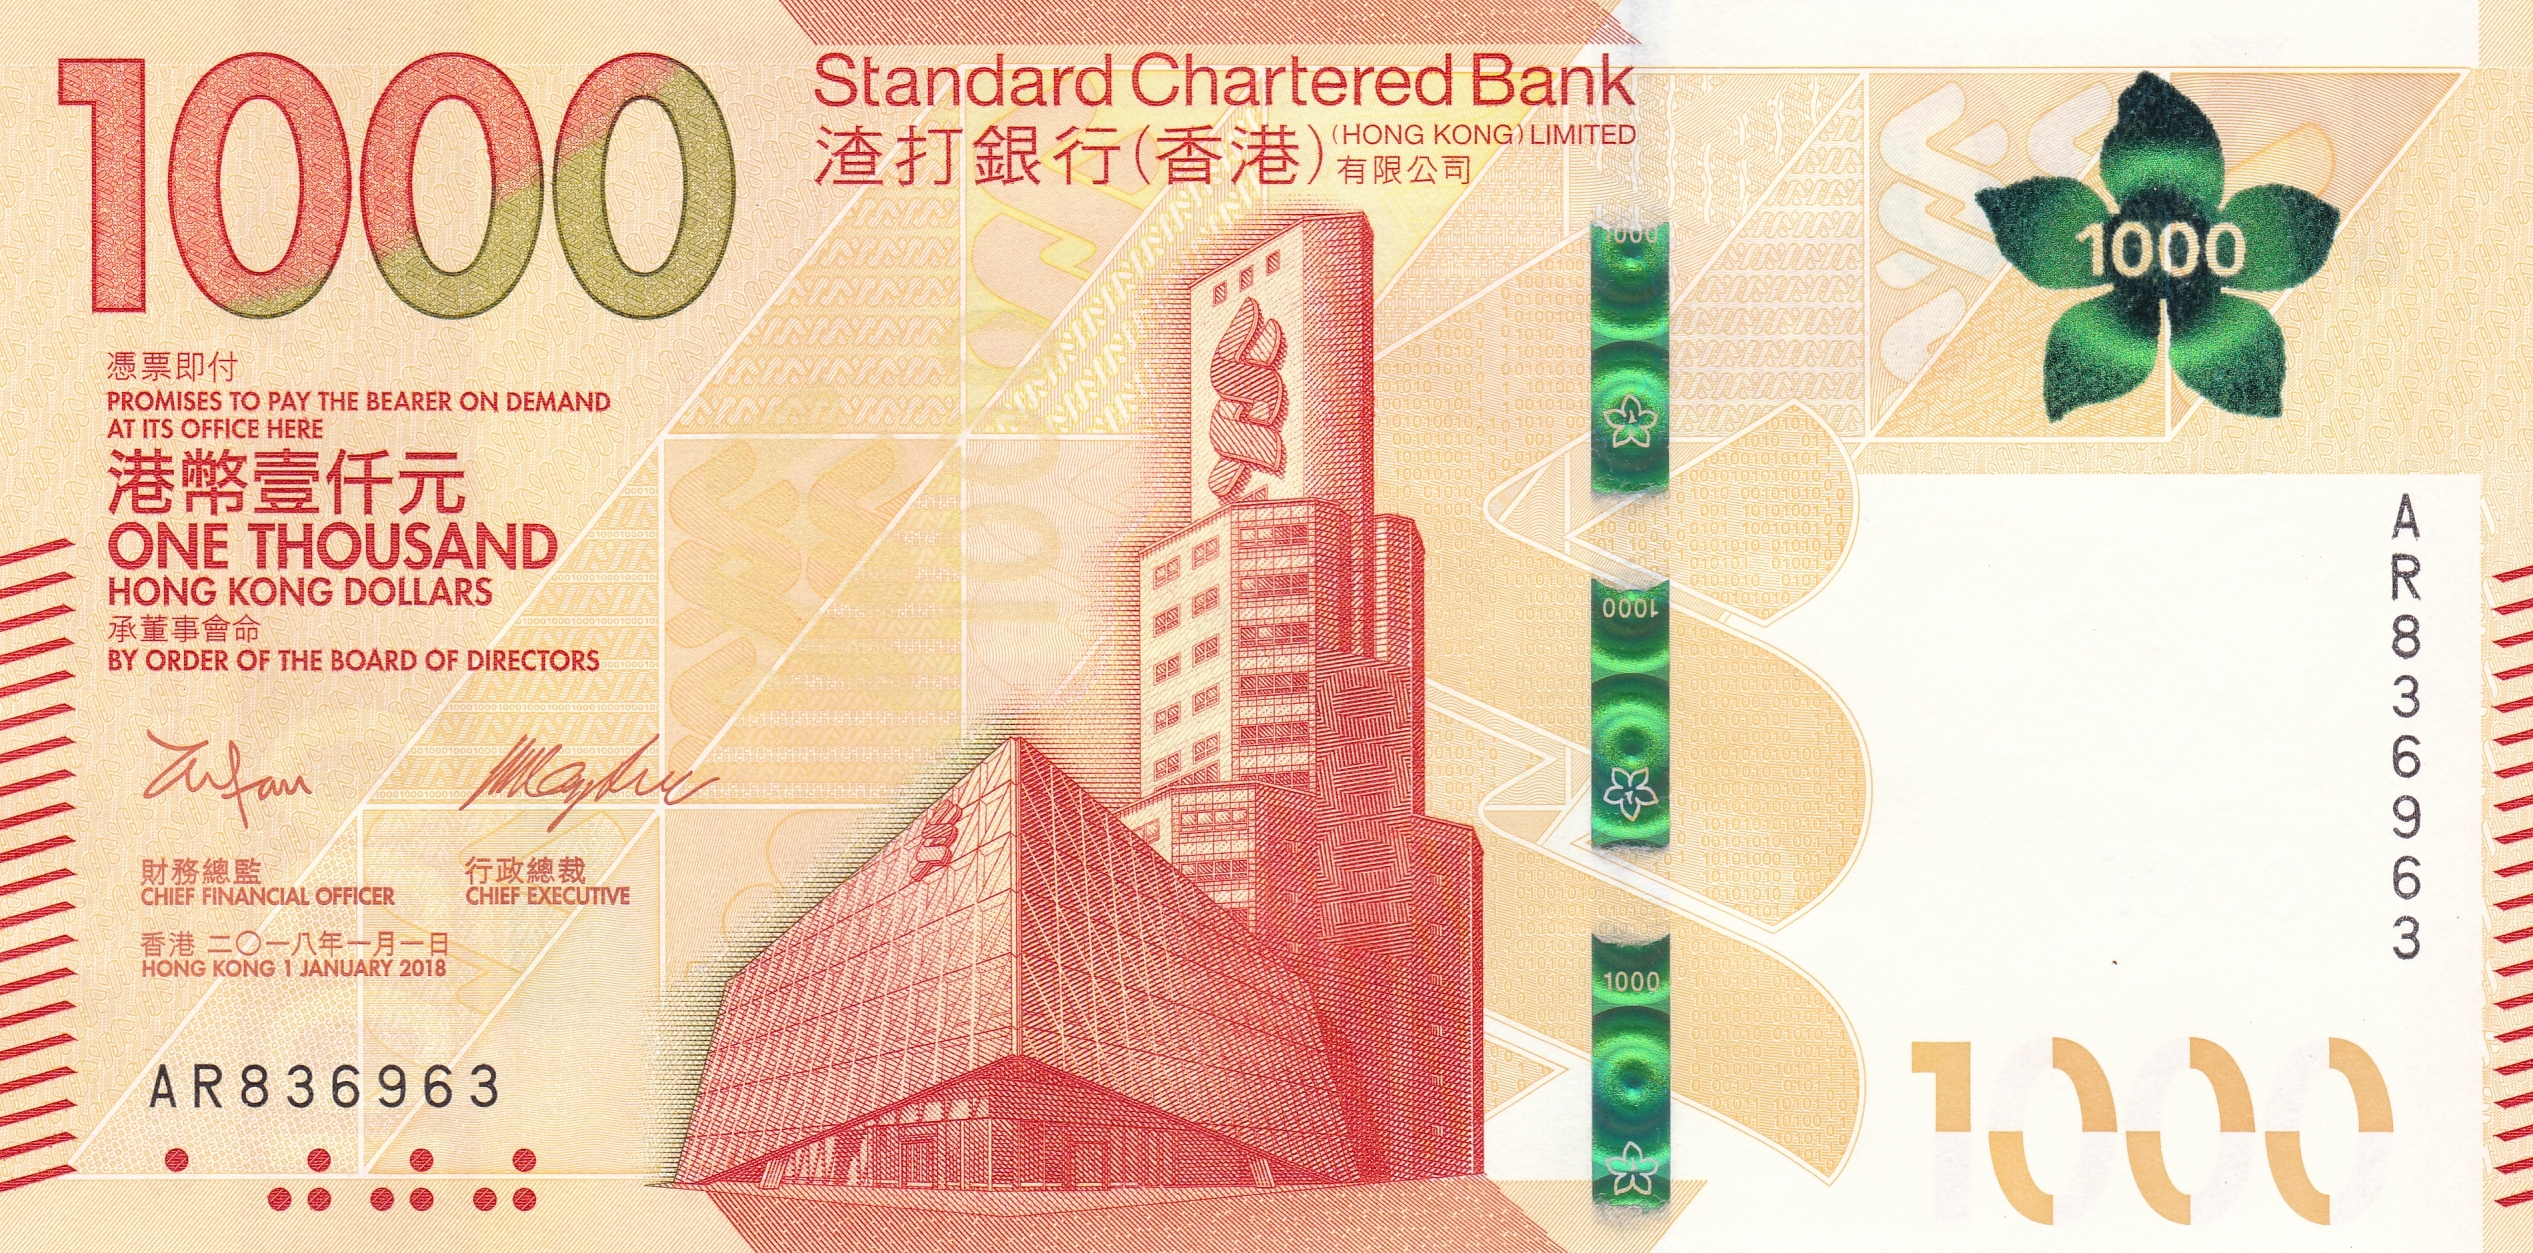 1000
Standard Chartered Bank
渣打銀行(香港) (HONG KONG) LIMITED
有限公司
1000
憑票即付
PROMISES TO PAY THE BEARER ON DEMAND
AT ITS OFFICE HERE
港幣壹仟元
ONE THOUSAND
HONG KONG DOLLARS
承董事會命
BY ORDER OF THE BOARD OF DIRECTORS
財務總監
CHIEF FINANCIAL OFFICER
行政總裁
CHIEF EXECUTIVE
香港 二〇一八年一月一日
HONG KONG 1 JANUARY 2018
AR836963
1000
1000
1000
AR836963
1000